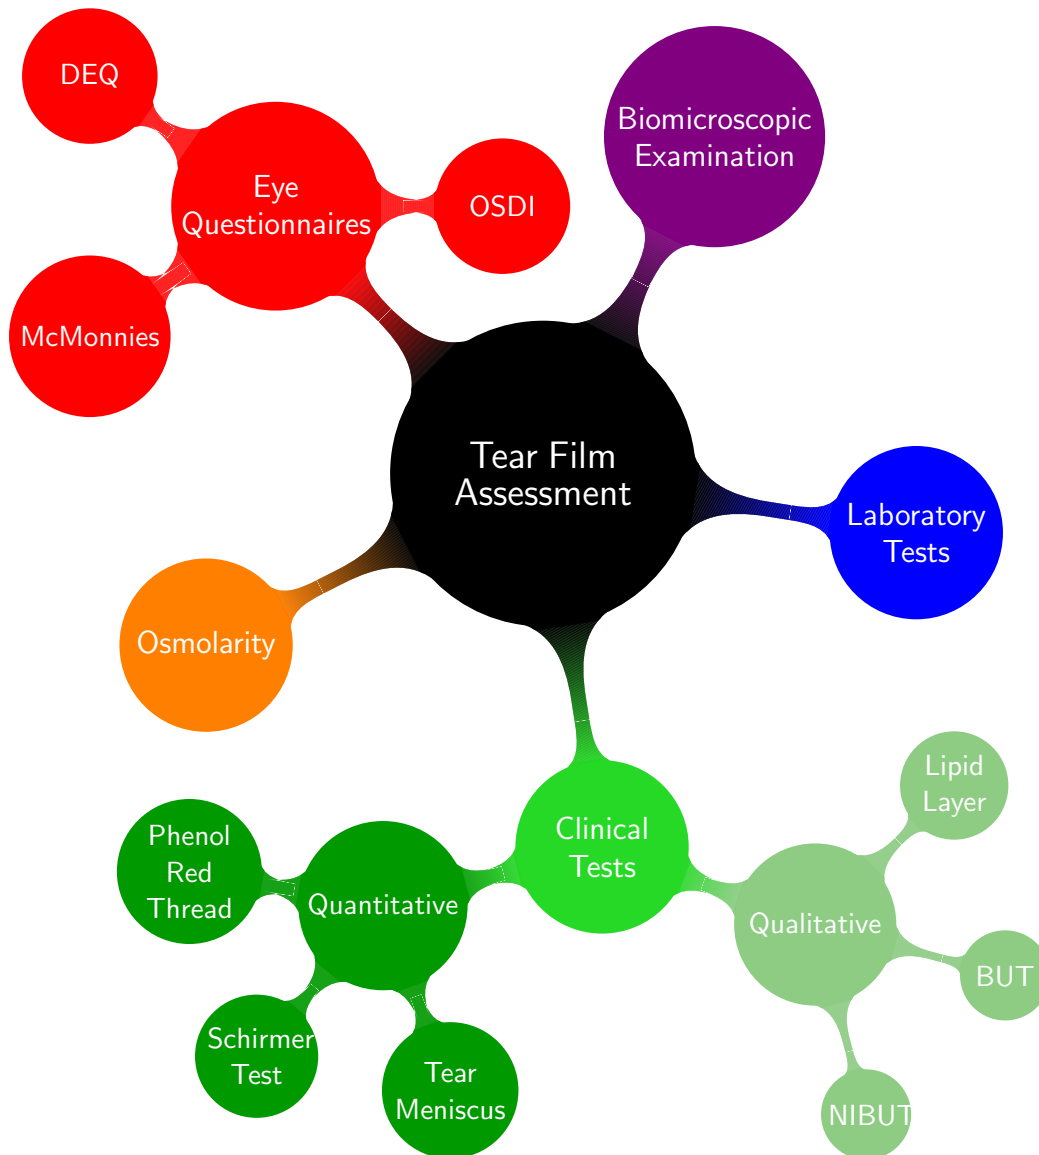 DEQ
Biomicroscopic
Examination
Eye
Questionnaires
OSDI
McMonnies
Tear Film
Assessment
Laboratory
Tests
Osmolarity
Lipid
Layer
Clinical
Tests
Phenol
Red
Thread
Quantitative
Qualitative
BUT
Schirmer
Test
Tear
Meniscus
NIBUT